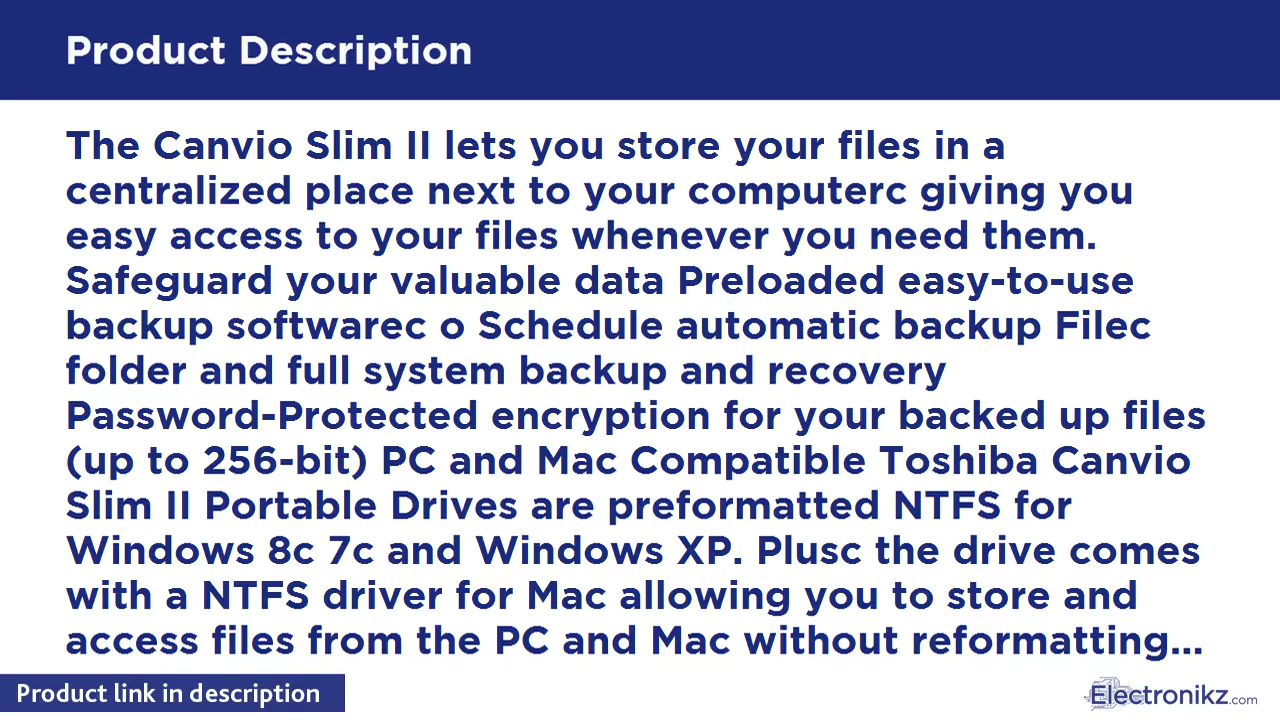 Product Description
The Canvio Slim II lets you store your files in a
centralized place next to your computerc giving you
easy access to your files whenever you need them.
Safeguard your valuable data Preloaded easy-to-use
backup softwarec o Schedule automatic backup Filec
folder and full system backup and recovery
Password-Protected encryption for your backed up files
(up to 256-bit) PC and Mac Compatible Toshiba Canvio
Slim II Portable Drives are preformatted NTFS for
Windows 8c 7c and Windows XP. Plusc the drive comes
with a NTFS driver for Mac allowing you to store and
access files from the PC and Mac without reformatting...
Product link in description
Electronikz.com